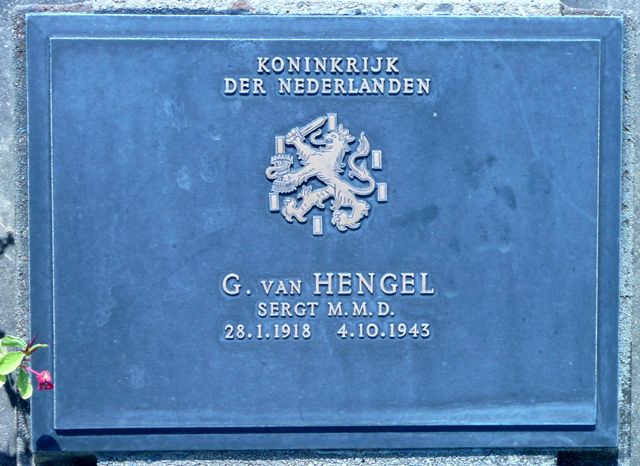 KONINKRIJK
DER NEDERLANDEN
G. VAN HENGEL
SERGT M.M.D.
28.1.1918 4.10.1943